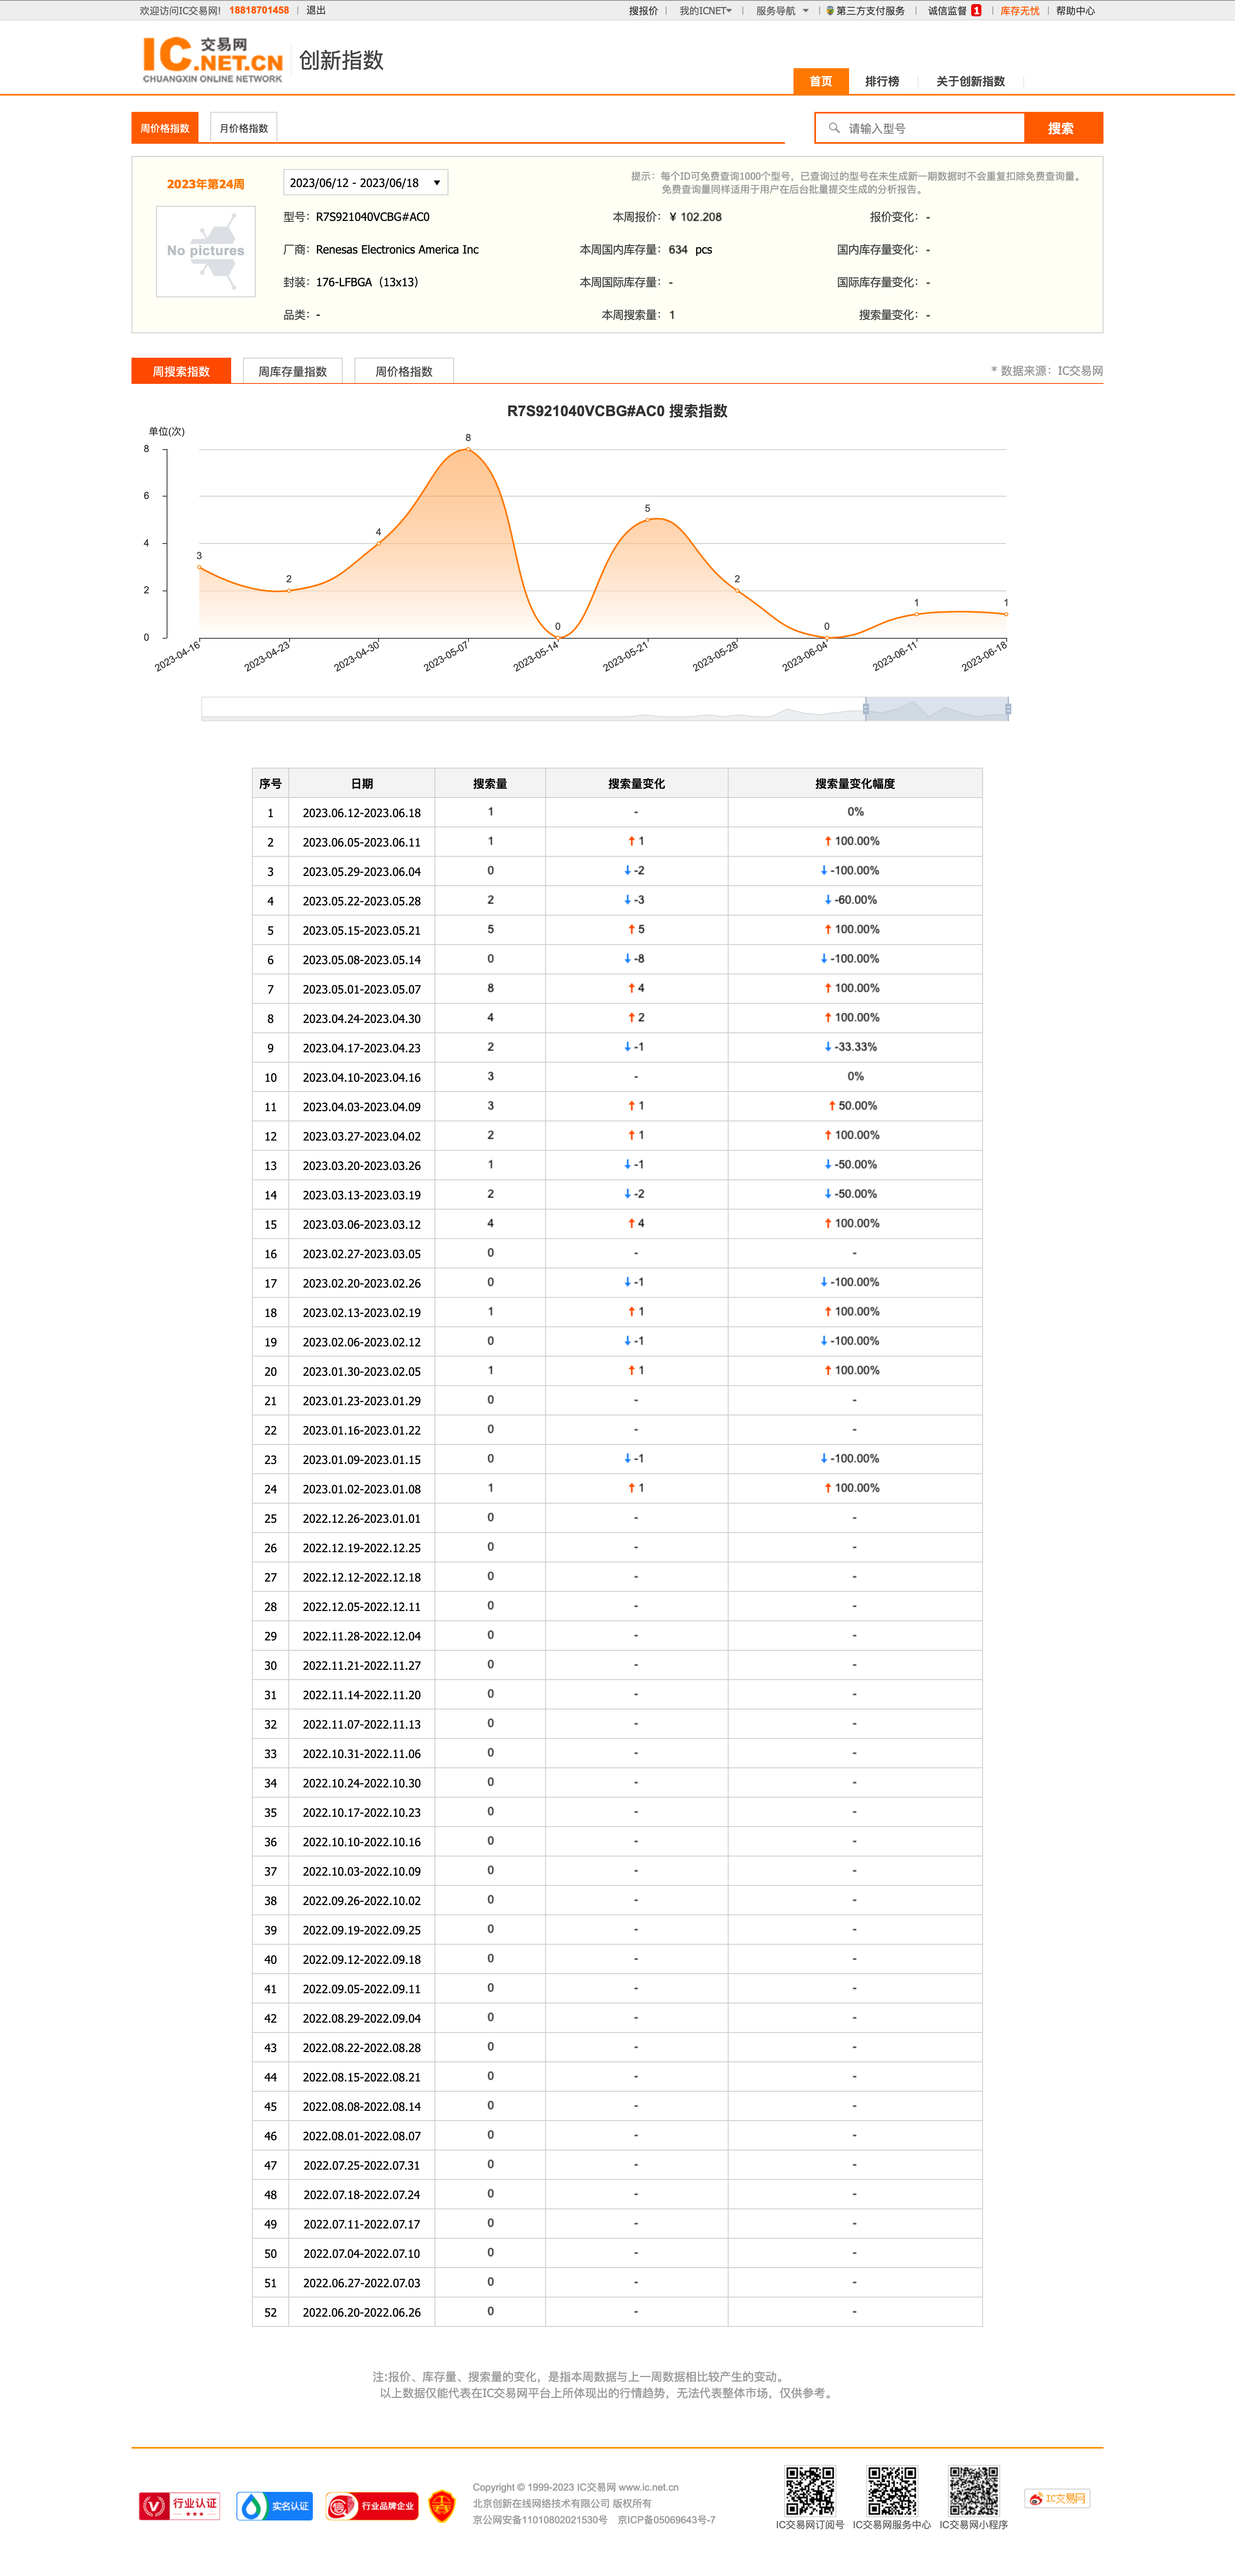 欢迎访问IC交易网! 18818701458 | 退出 搜报价 | 我的ICNET | 服务导航 | 第三方支付服务 | 诚信监督 1 | 库存无忧 | 帮助中心
IC 交易网 .NET.CN CHUANGXIN ONLINE NETWORK 创新指数
首页 排行榜 关于创新指数
周价格指数 月价格指数 请输入型号 搜索
2023年第24周 2023/06/12 - 2023/06/18
提示：每个ID可免费查询1000个型号，已查询过的型号在未生成新一期数据时不会重复扣除免费查询量。
免费查询量同样适用于用户在后台批量提交生成的分析报告。
No pictures
型号：R7S921040VCBG#AC0 本周报价：¥ 102.208 报价变化：-
厂商：Renesas Electronics America Inc 本周国内库存量：634 pcs 国内库存量变化：-
封装：176-LFBGA（13x13） 本周国际库存量：- 国际库存量变化：-
品类：- 本周搜索量：1 搜索量变化：-
周搜索指数 周库存量指数 周价格指数 * 数据来源：IC交易网
R7S921040VCBG#AC0 搜索指数
单位(次)
8
6
4
2
0
3 2 4 8 0 5 2 0 1 1
2023-04-16 2023-04-23 2023-04-30 2023-05-07 2023-05-14 2023-05-21 2023-05-28 2023-06-04 2023-06-11 2023-06-18
序号 日期 搜索量 搜索量变化 搜索量变化幅度
1 2023.06.12-2023.06.18 1 - 0%
2 2023.06.05-2023.06.11 1 ↑ 1 ↑ 100.00%
3 2023.05.29-2023.06.04 0 ↓ -2 ↓ -100.00%
4 2023.05.22-2023.05.28 2 ↓ -3 ↓ -60.00%
5 2023.05.15-2023.05.21 5 ↑ 5 ↑ 100.00%
6 2023.05.08-2023.05.14 0 ↓ -8 ↓ -100.00%
7 2023.05.01-2023.05.07 8 ↑ 4 ↑ 100.00%
8 2023.04.24-2023.04.30 4 ↑ 2 ↑ 100.00%
9 2023.04.17-2023.04.23 2 ↓ -1 ↓ -33.33%
10 2023.04.10-2023.04.16 3 - 0%
11 2023.04.03-2023.04.09 3 ↑ 1 ↑ 50.00%
12 2023.03.27-2023.04.02 2 ↑ 1 ↑ 100.00%
13 2023.03.20-2023.03.26 1 ↓ -1 ↓ -50.00%
14 2023.03.13-2023.03.19 2 ↓ -2 ↓ -50.00%
15 2023.03.06-2023.03.12 4 ↑ 4 ↑ 100.00%
16 2023.02.27-2023.03.05 0 - -
17 2023.02.20-2023.02.26 0 ↓ -1 ↓ -100.00%
18 2023.02.13-2023.02.19 1 ↑ 1 ↑ 100.00%
19 2023.02.06-2023.02.12 0 ↓ -1 ↓ -100.00%
20 2023.01.30-2023.02.05 1 ↑ 1 ↑ 100.00%
21 2023.01.23-2023.01.29 0 - -
22 2023.01.16-2023.01.22 0 - -
23 2023.01.09-2023.01.15 0 ↓ -1 ↓ -100.00%
24 2023.01.02-2023.01.08 1 ↑ 1 ↑ 100.00%
25 2022.12.26-2023.01.01 0 - -
26 2022.12.19-2022.12.25 0 - -
27 2022.12.12-2022.12.18 0 - -
28 2022.12.05-2022.12.11 0 - -
29 2022.11.28-2022.12.04 0 - -
30 2022.11.21-2022.11.27 0 - -
31 2022.11.14-2022.11.20 0 - -
32 2022.11.07-2022.11.13 0 - -
33 2022.10.31-2022.11.06 0 - -
34 2022.10.24-2022.10.30 0 - -
35 2022.10.17-2022.10.23 0 - -
36 2022.10.10-2022.10.16 0 - -
37 2022.10.03-2022.10.09 0 - -
38 2022.09.26-2022.10.02 0 - -
39 2022.09.19-2022.09.25 0 - -
40 2022.09.12-2022.09.18 0 - -
41 2022.09.05-2022.09.11 0 - -
42 2022.08.29-2022.09.04 0 - -
43 2022.08.22-2022.08.28 0 - -
44 2022.08.15-2022.08.21 0 - -
45 2022.08.08-2022.08.14 0 - -
46 2022.08.01-2022.08.07 0 - -
47 2022.07.25-2022.07.31 0 - -
48 2022.07.18-2022.07.24 0 - -
49 2022.07.11-2022.07.17 0 - -
50 2022.07.04-2022.07.10 0 - -
51 2022.06.27-2022.07.03 0 - -
52 2022.06.20-2022.06.26 0 - -
注:报价、库存量、搜索量的变化，是指本周数据与上一周数据相比较产生的变动。
以上数据仅能代表在IC交易网平台上所体现出的行情趋势，无法代表整体市场，仅供参考。
行业认证 实名认证 行业品牌企业
Copyright © 1999-2023 IC交易网 www.ic.net.cn
北京创新在线网络技术有限公司 版权所有
京公网安备11010802021530号 京ICP备05069643号-7
IC交易网订阅号 IC交易网服务中心 IC交易网小程序
IC交易网